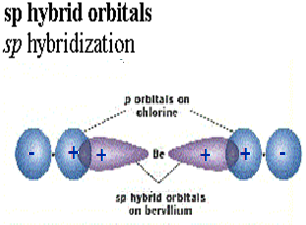 sp hybrid orbitals
sp hybridization
p orbitals on
chlorine
- + + Be + + -
sp hybrid orbitals
on beryllium